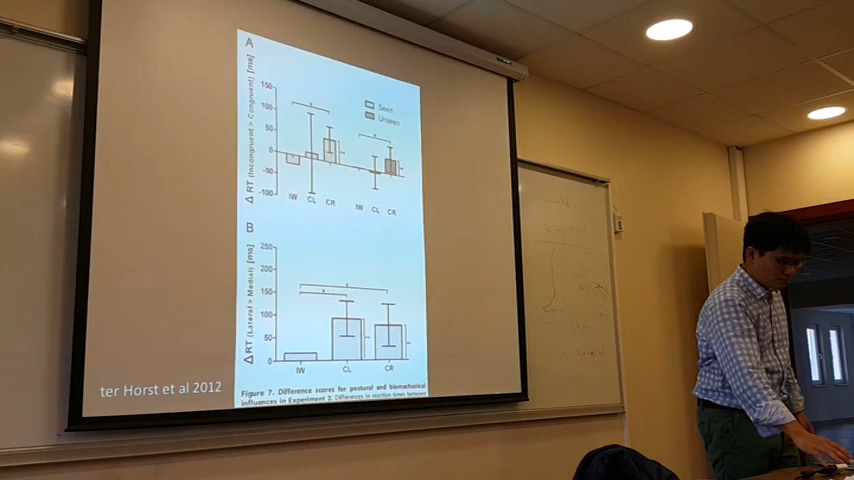 A
Δ RT (Incongruent > Congruent) [ms]
150
100
50
0
-50
-100
Seen
Unseen
*
*
IW CL CR IW CL CR
B
Δ RT (Lateral > Medial) [ms]
250
200
150
100
50
0
*
*
IW CL CR
ter Horst et al 2012
Figure 7. Difference scores for postural and biomechanical
influences in Experiment 2. Differences in reaction times between